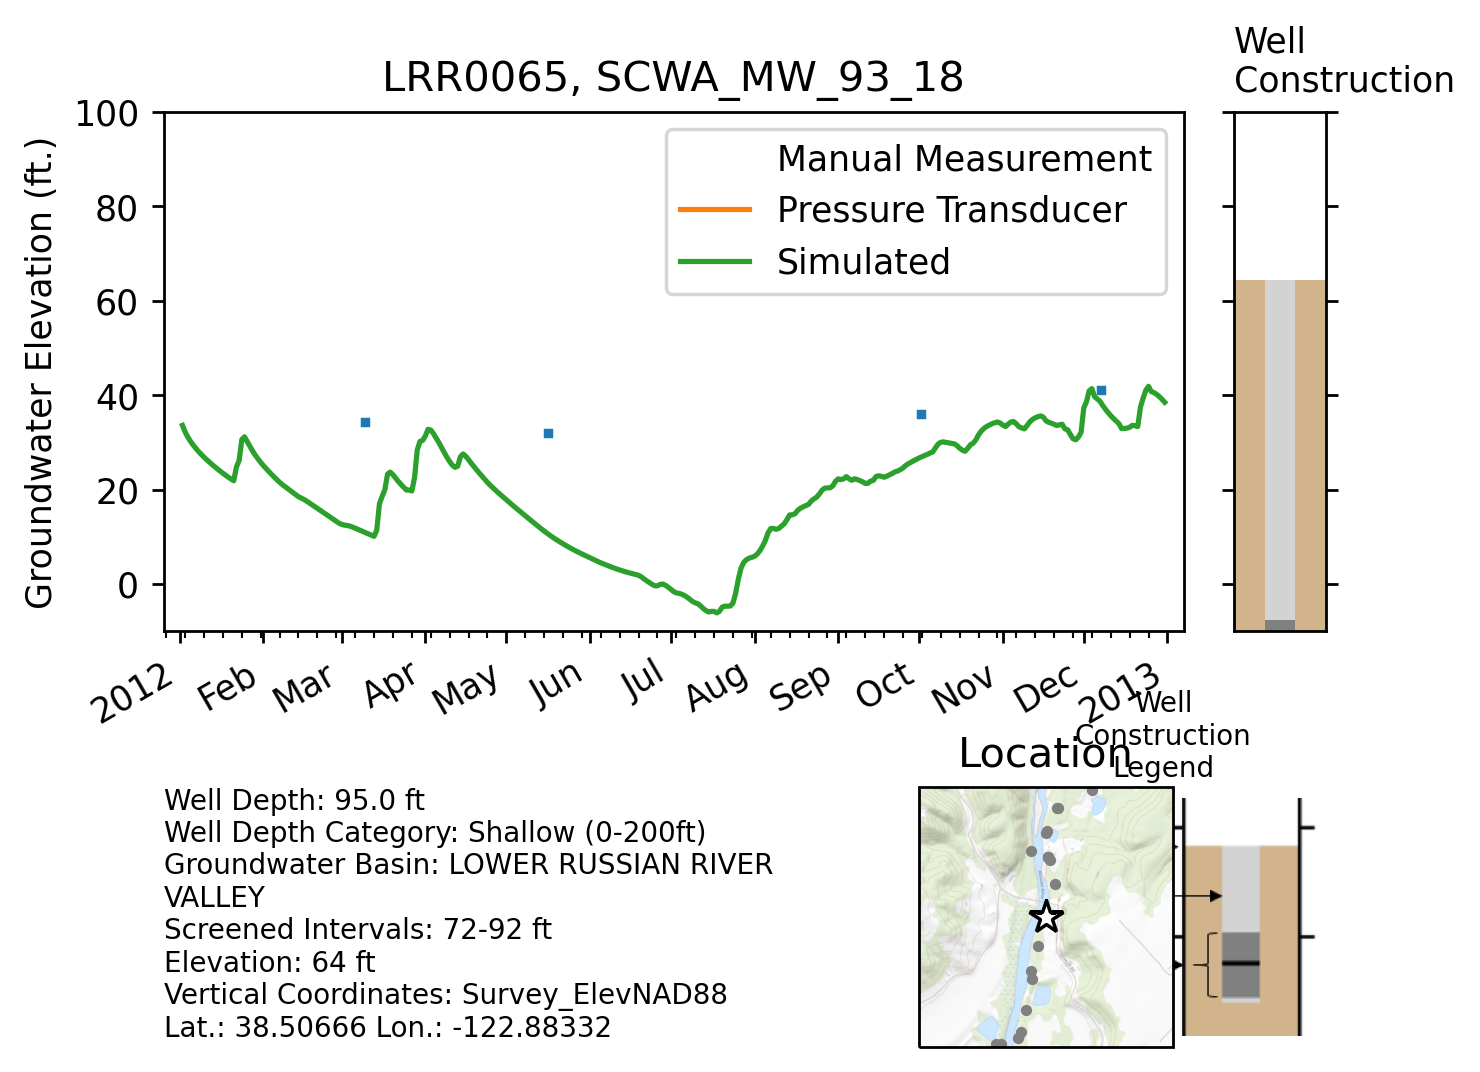 Well
Construction
LRR0065, SCWA_MW_93_18
Groundwater Elevation (ft.)
100
80
60
40
20
0
Manual Measurement
Pressure Transducer
Simulated
2012
Feb
Mar
Apr
May
Jun
Jul
Aug
Sep
Oct
Nov
Dec
2013
Well Depth: 95.0 ft
Well Depth Category: Shallow (0-200ft)
Groundwater Basin: LOWER RUSSIAN RIVER
VALLEY
Screened Intervals: 72-92 ft
Elevation: 64 ft
Vertical Coordinates: Survey_ElevNAD88
Lat.: 38.50666 Lon.: -122.88332
Location
Well
Construction
Legend